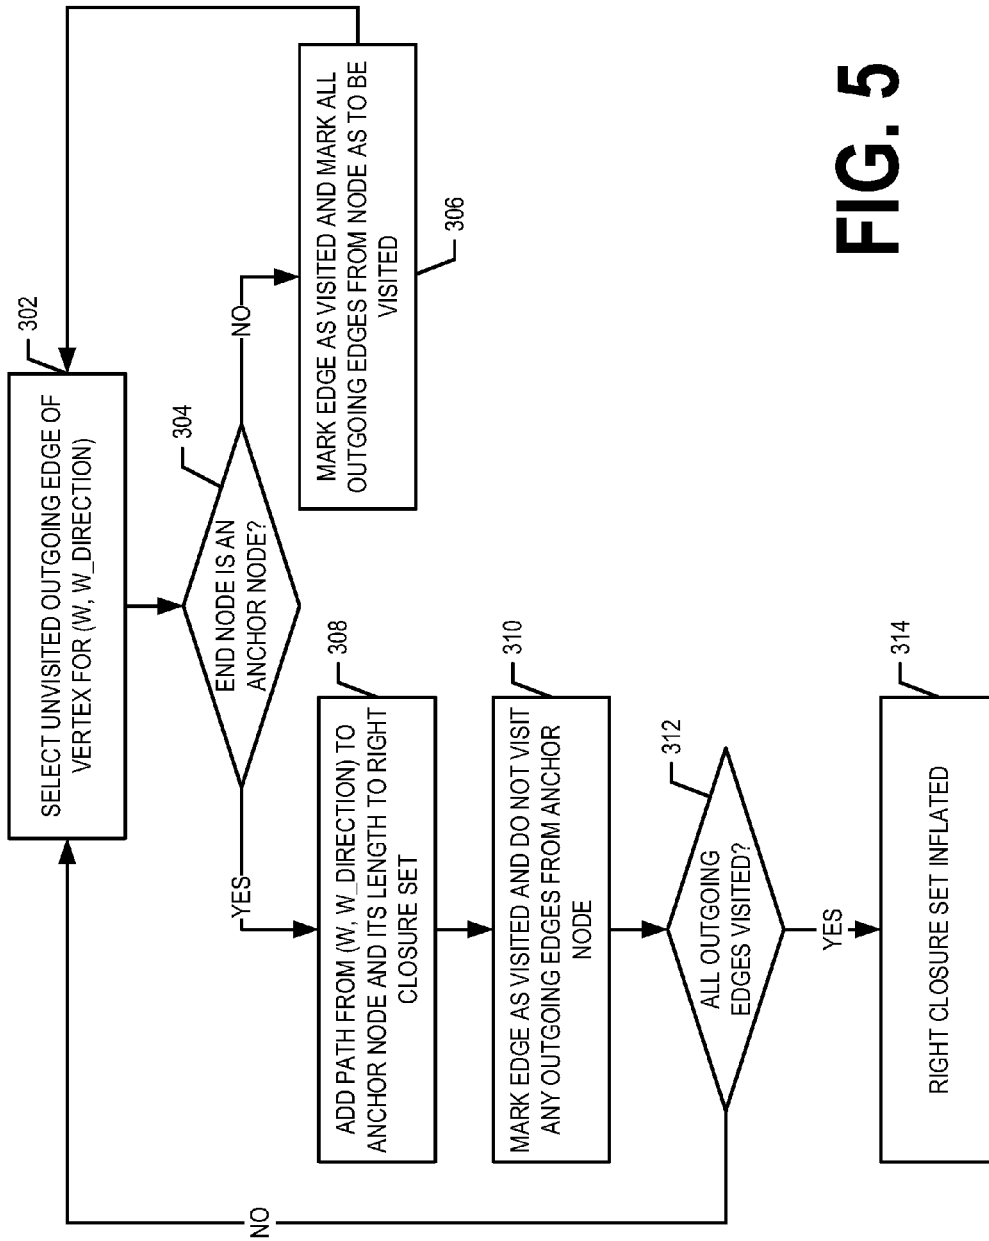 302
SELECT UNVISITED OUTGOING EDGE OF
VERTEX FOR (W, W_DIRECTION)
304
END NODE IS AN
ANCHOR NODE?
NO
MARK EDGE AS VISITED AND MARK ALL
OUTGOING EDGES FROM NODE AS TO BE
VISITED
306
YES
308
ADD PATH FROM (W, W_DIRECTION) TO
ANCHOR NODE AND ITS LENGTH TO RIGHT
CLOSURE SET
310
MARK EDGE AS VISITED AND DO NOT VISIT
ANY OUTGOING EDGES FROM ANCHOR
NODE
312
ALL OUTGOING
EDGES VISITED?
NO
YES
314
RIGHT CLOSURE SET INFLATED
FIG. 5